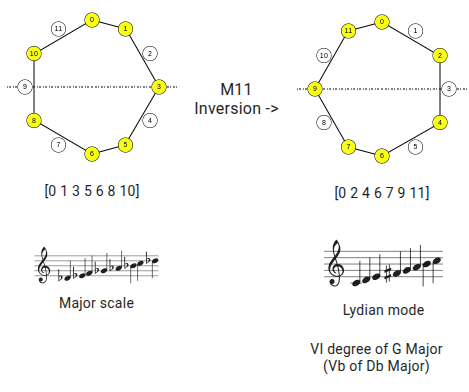 0
11 1
10 2
9 3
8 4
7 5
6
M11
Inversion ->
0
11 1
10 2
9 3
8 4
7 5
6
[0 1 3 5 6 8 10]
[0 2 4 6 7 9 11]
Major scale
Lydian mode
VI degree of G Major
(Vb of Db Major)